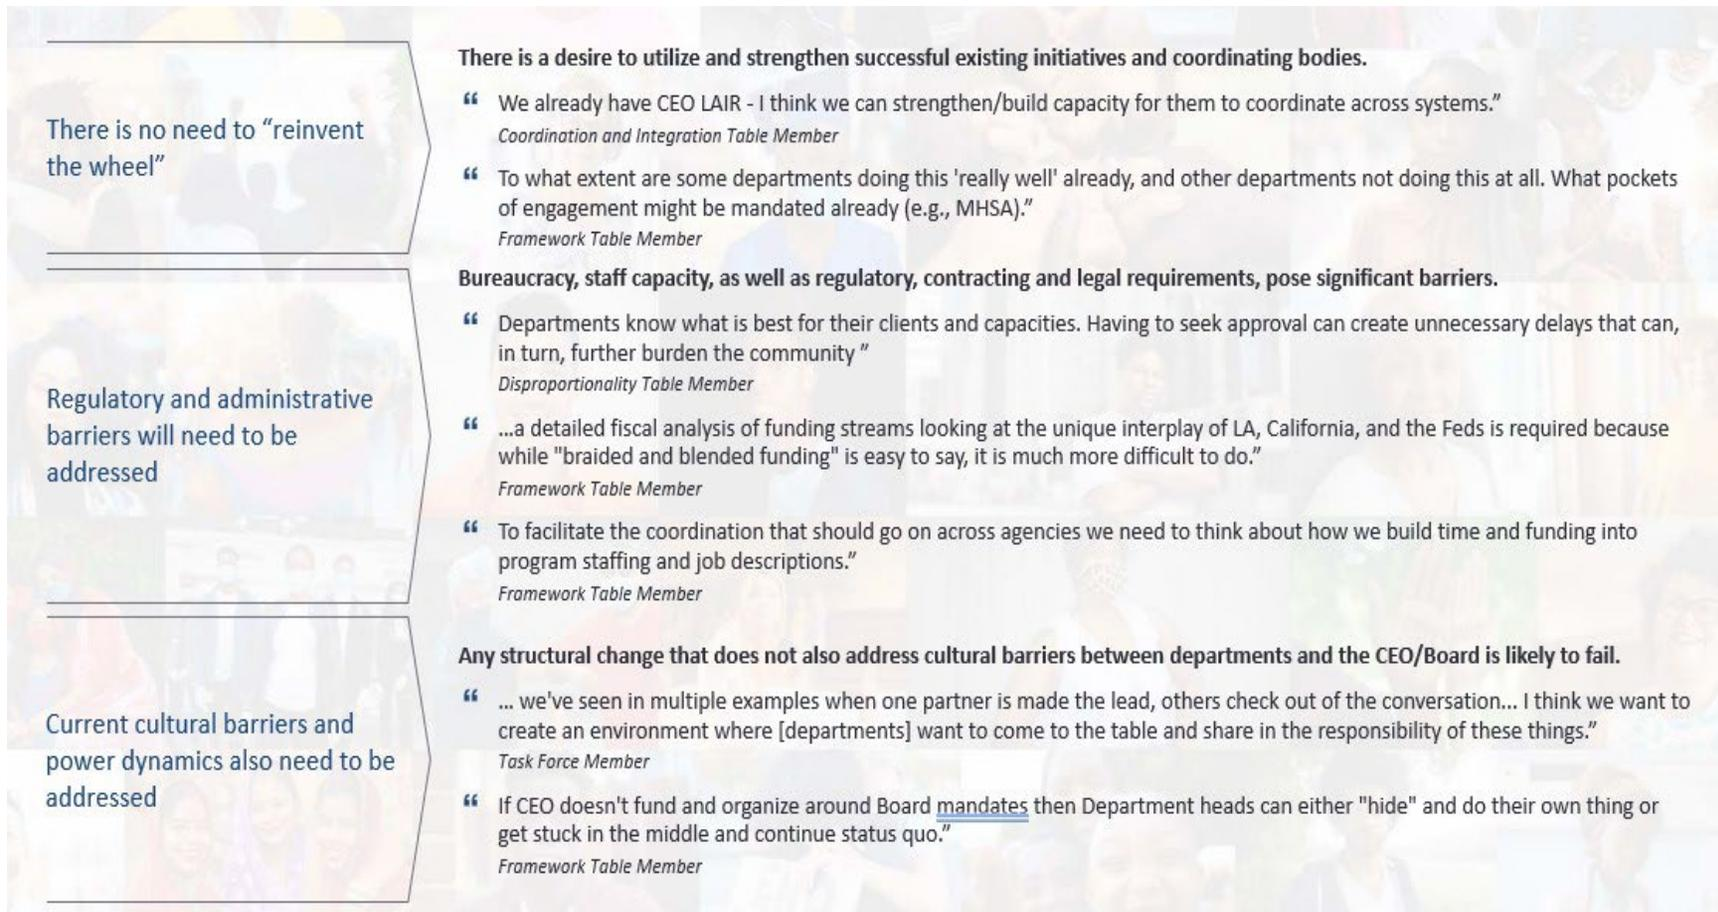 There is no need to “reinvent
the wheel”
There is a desire to utilize and strengthen successful existing initiatives and coordinating bodies.
“ We already have CEO LAIR - I think we can strengthen/build capacity for them to coordinate across systems.”
Coordination and Integration Table Member
“ To what extent are some departments doing this 'really well' already, and other departments not doing this at all. What pockets
of engagement might be mandated already (e.g., MHSA).”
Framework Table Member
Regulatory and administrative
barriers will need to be
addressed
Bureaucracy, staff capacity, as well as regulatory, contracting and legal requirements, pose significant barriers.
“ Departments know what is best for their clients and capacities. Having to seek approval can create unnecessary delays that can,
in turn, further burden the community ”
Disproportionality Table Member
“ ...a detailed fiscal analysis of funding streams looking at the unique interplay of LA, California, and the Feds is required because
while "braided and blended funding" is easy to say, it is much more difficult to do.”
Framework Table Member
“ To facilitate the coordination that should go on across agencies we need to think about how we build time and funding into
program staffing and job descriptions.”
Framework Table Member
Current cultural barriers and
power dynamics also need to be
addressed
Any structural change that does not also address cultural barriers between departments and the CEO/Board is likely to fail.
“ ... we've seen in multiple examples when one partner is made the lead, others check out of the conversation... I think we want to
create an environment where [departments] want to come to the table and share in the responsibility of these things.”
Task Force Member
“ If CEO doesn't fund and organize around Board mandates then Department heads can either "hide" and do their own thing or
get stuck in the middle and continue status quo.”
Framework Table Member